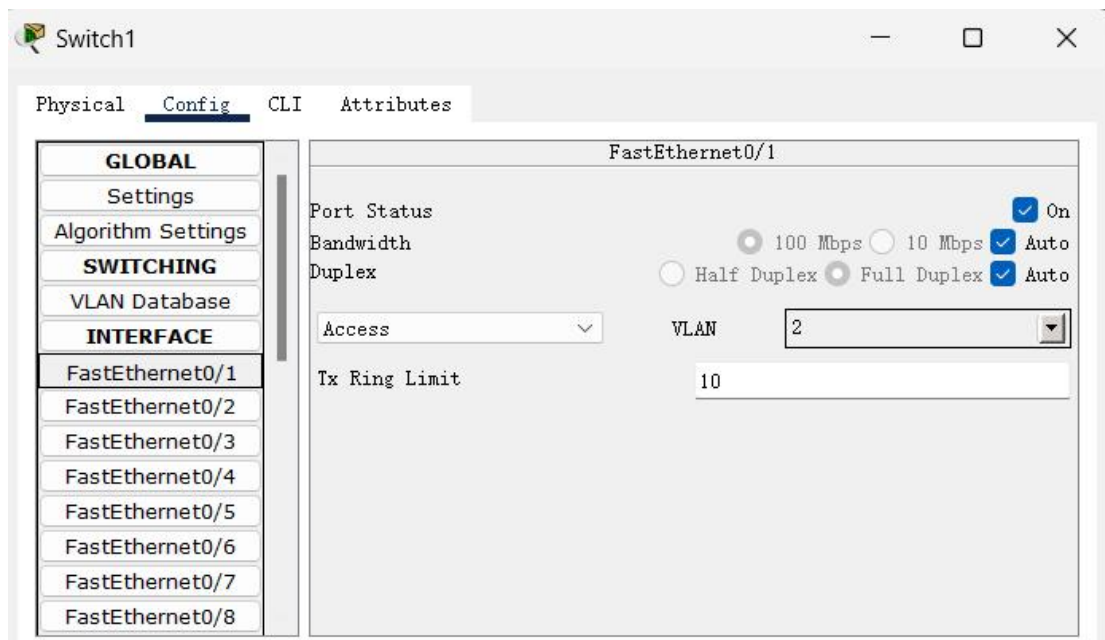 Switch1
Physical Config CLI Attributes
GLOBAL
Settings
Algorithm Settings
SWITCHING
VLAN Database
INTERFACE
FastEthernet0/1
FastEthernet0/2
FastEthernet0/3
FastEthernet0/4
FastEthernet0/5
FastEthernet0/6
FastEthernet0/7
FastEthernet0/8
FastEthernet0/1
Port Status On
Bandwidth 100 Mbps 10 Mbps Auto
Duplex Half Duplex Full Duplex Auto
Access VLAN 2
Tx Ring Limit 10